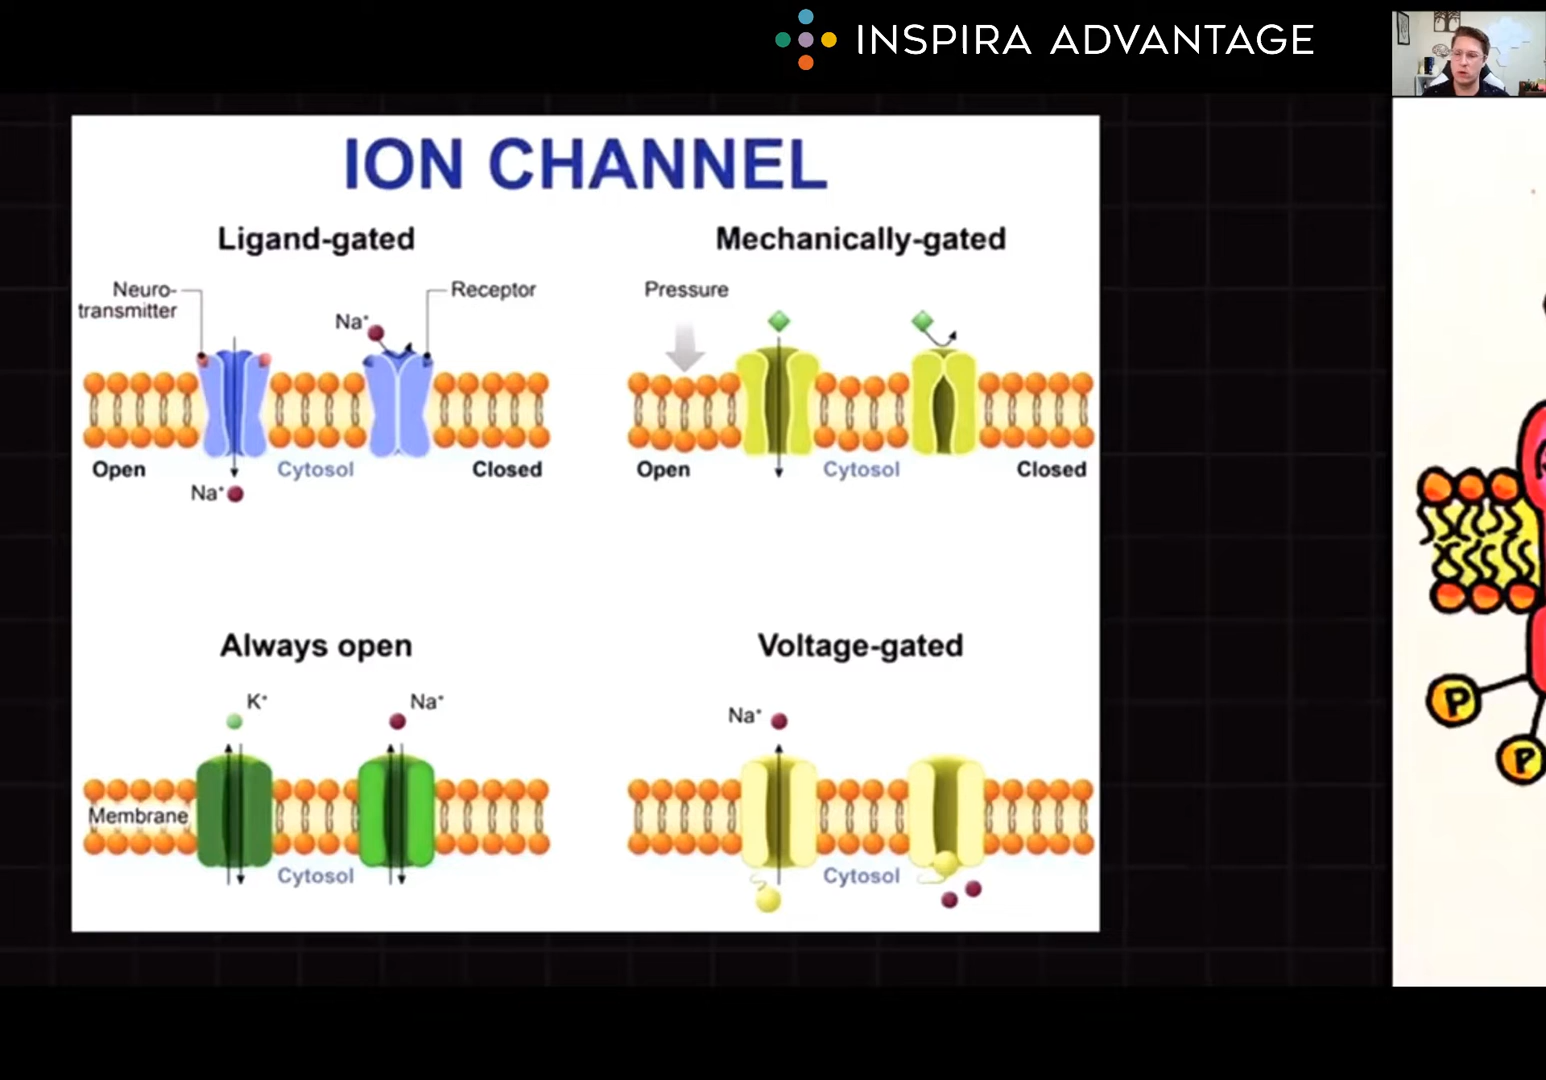 INSPIRA ADVANTAGE
ION CHANNEL
Ligand-gated
Neuro-
transmitter
Na⁺
Receptor
Open
Cytosol
Closed
Na⁺
Mechanically-gated
Pressure
Open
Cytosol
Closed
Always open
K⁺
Na⁺
Membrane
Cytosol
Voltage-gated
Na⁺
Cytosol
P
P